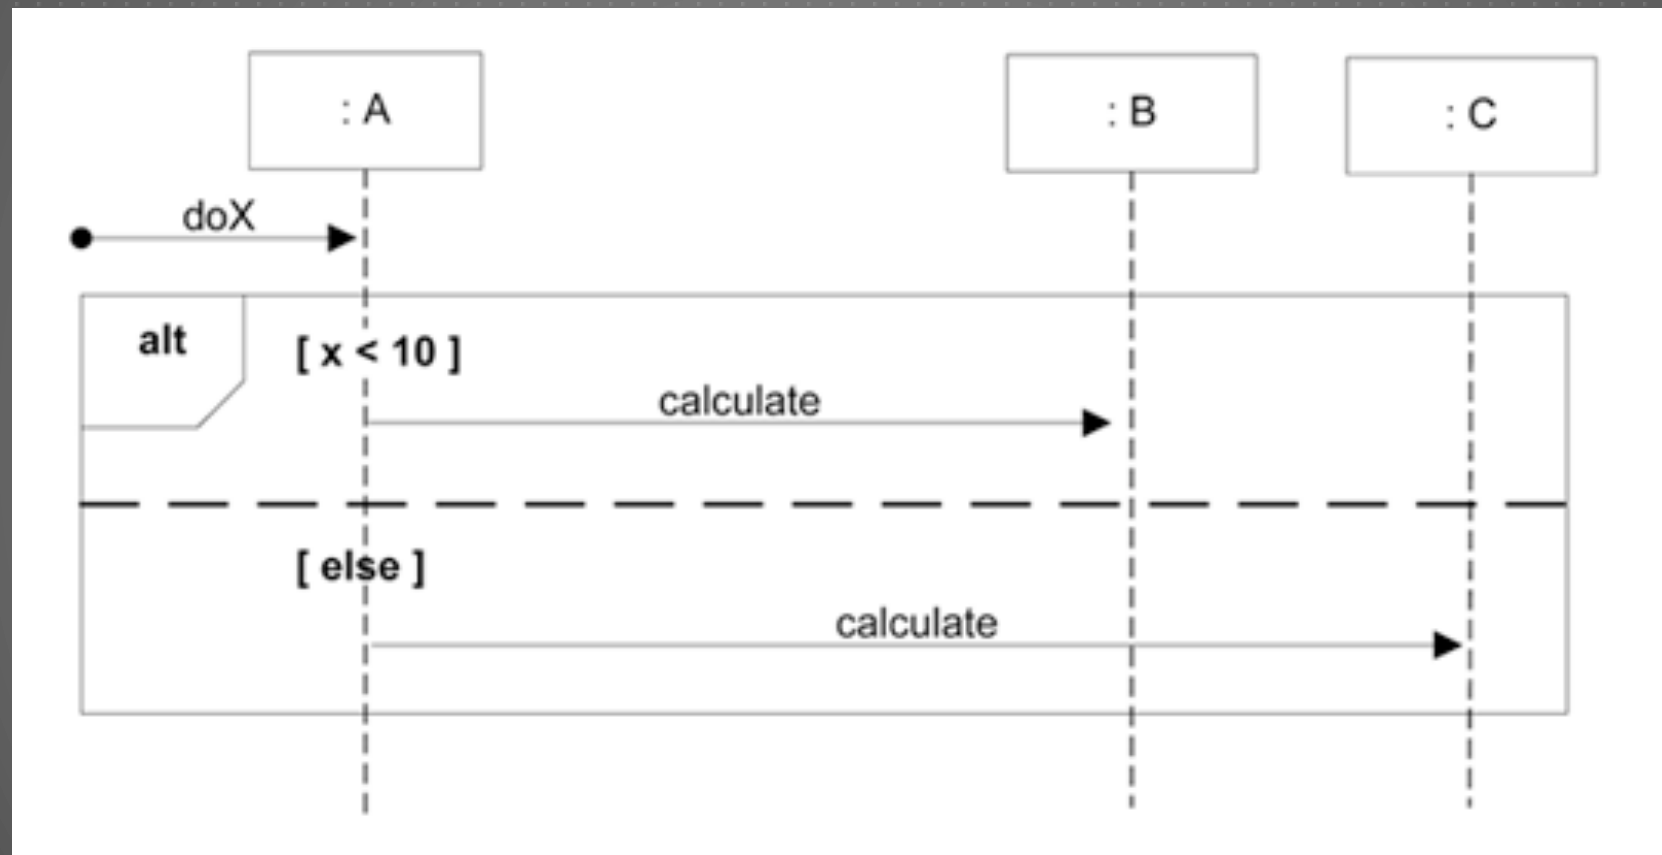 : A
: B
: C
doX
alt
[ x < 10 ]
calculate
[ else ]
calculate